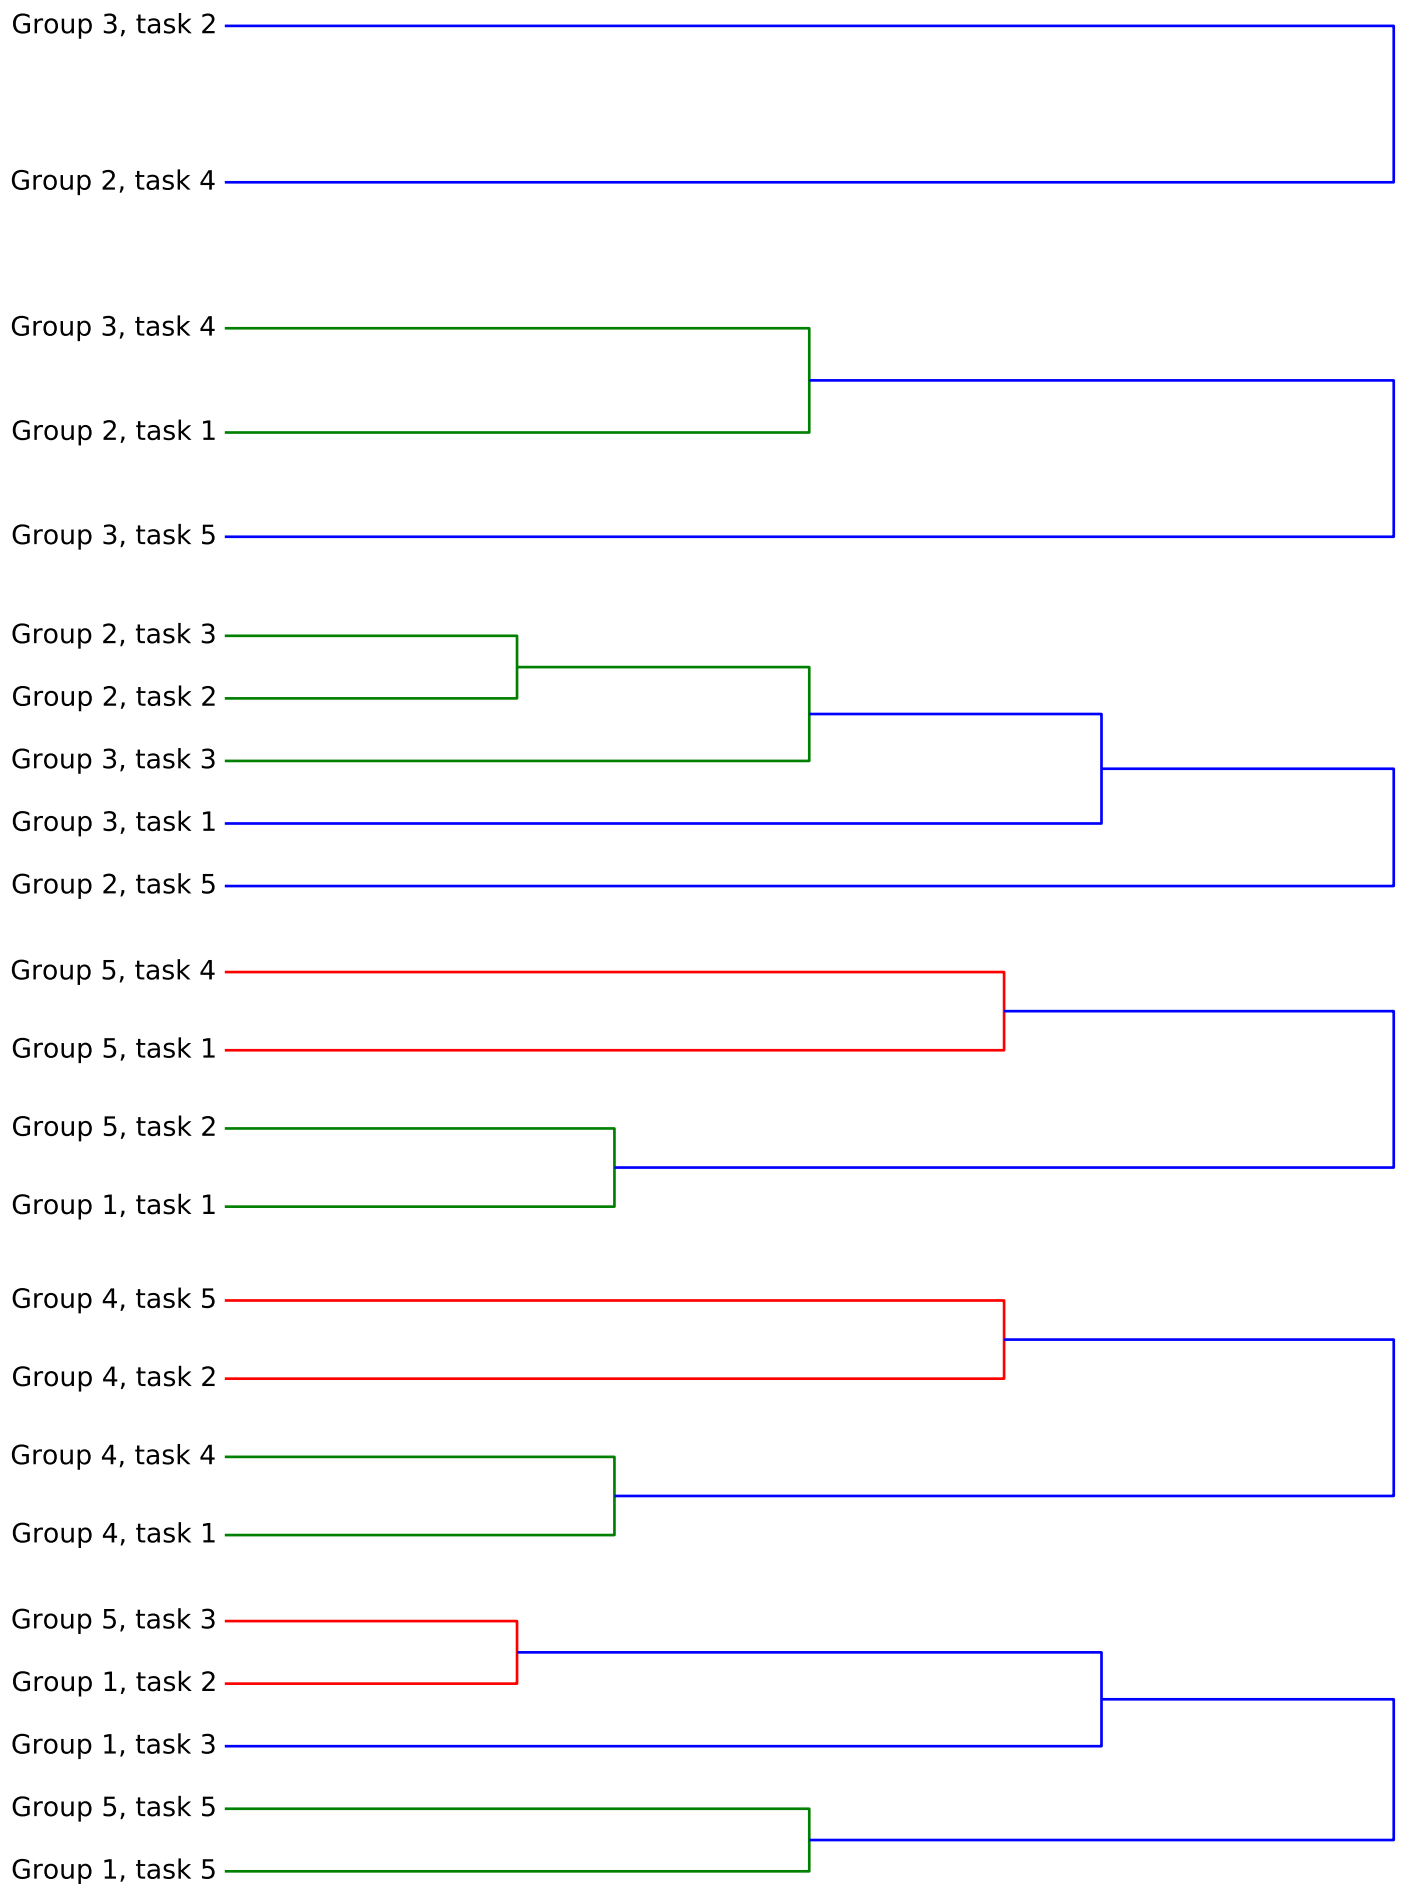 Group 3, task 2
Group 2, task 4
Group 3, task 4
Group 2, task 1
Group 3, task 5
Group 2, task 3
Group 2, task 2
Group 3, task 3
Group 3, task 1
Group 2, task 5
Group 5, task 4
Group 5, task 1
Group 5, task 2
Group 1, task 1
Group 4, task 5
Group 4, task 2
Group 4, task 4
Group 4, task 1
Group 5, task 3
Group 1, task 2
Group 1, task 3
Group 5, task 5
Group 1, task 5